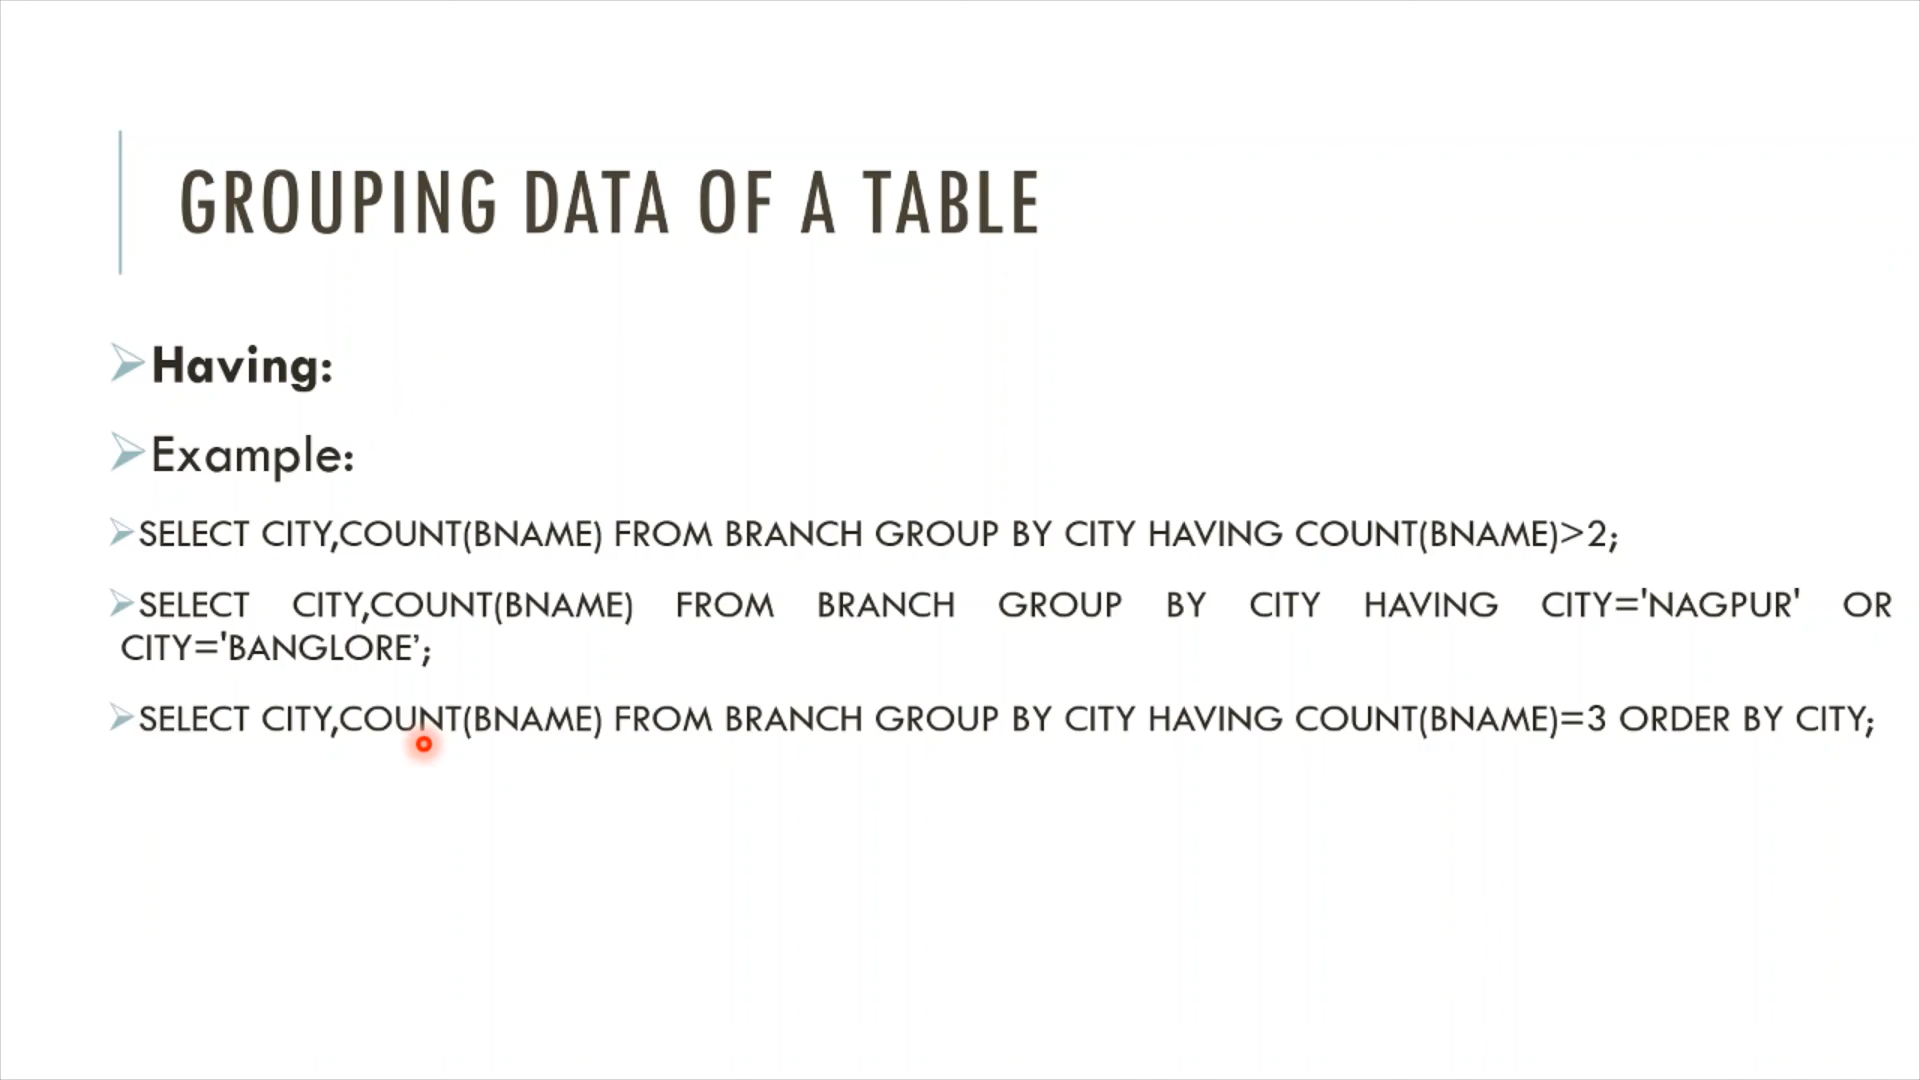 GROUPING DATA OF A TABLE
Having:
Example:
SELECT CITY,COUNT(BNAME) FROM BRANCH GROUP BY CITY HAVING COUNT(BNAME)>2;
SELECT CITY,COUNT(BNAME) FROM BRANCH GROUP BY CITY HAVING CITY='NAGPUR' OR
CITY='BANGLORE’;
SELECT CITY,COUNT(BNAME) FROM BRANCH GROUP BY CITY HAVING COUNT(BNAME)=3 ORDER BY CITY;